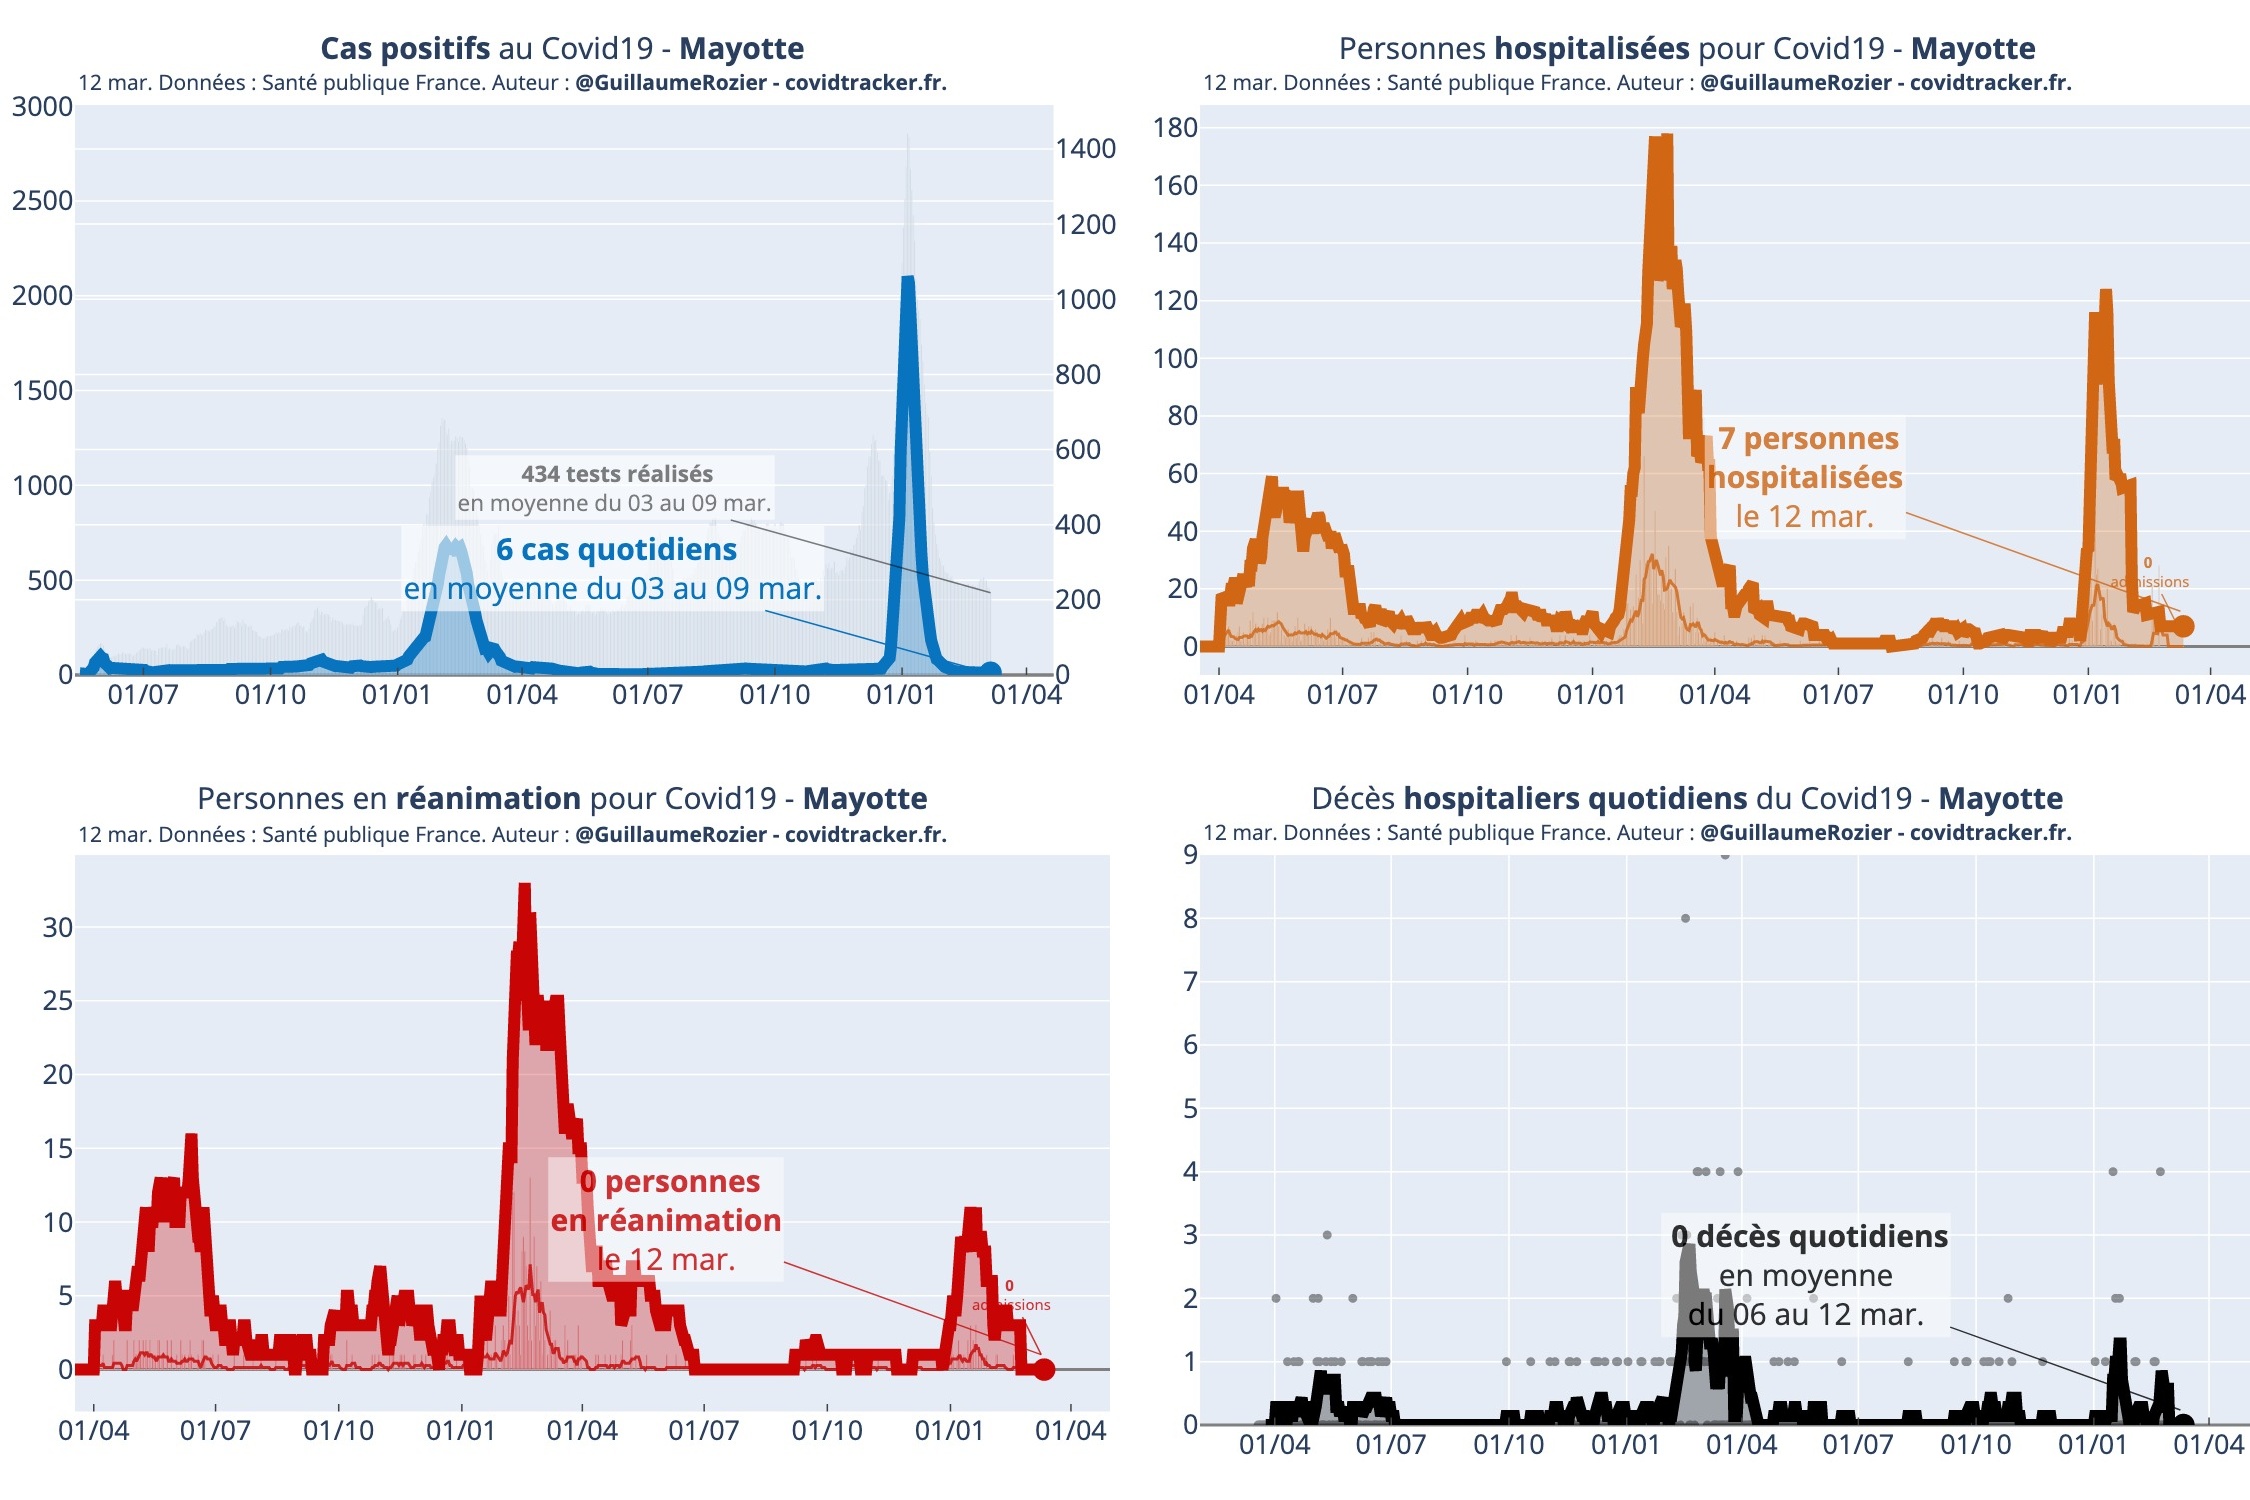 Cas positifs au Covid19 - Mayotte
12 mar. Données : Santé publique France. Auteur : @GuillaumeRozier - covidtracker.fr.
3000
2500
2000
1500
1000
500
0
1400
1200
1000
800
600
400
200
0
434 tests réalisés
en moyenne du 03 au 09 mar.
6 cas quotidiens
en moyenne du 03 au 09 mar.
01/07 01/10 01/01 01/04 01/07 01/10 01/01 01/04
Personnes hospitalisées pour Covid19 - Mayotte
12 mar. Données : Santé publique France. Auteur : @GuillaumeRozier - covidtracker.fr.
180
160
140
120
100
80
60
40
20
0
7 personnes
hospitalisées
le 12 mar.
0
admissions
01/04 01/07 01/10 01/01 01/04 01/07 01/10 01/01 01/04
Personnes en réanimation pour Covid19 - Mayotte
12 mar. Données : Santé publique France. Auteur : @GuillaumeRozier - covidtracker.fr.
30
25
20
15
10
5
0
0 personnes
en réanimation
le 12 mar.
0
admissions
01/04 01/07 01/10 01/01 01/04 01/07 01/10 01/01 01/04
Décès hospitaliers quotidiens du Covid19 - Mayotte
12 mar. Données : Santé publique France. Auteur : @GuillaumeRozier - covidtracker.fr.
9
8
7
6
5
4
3
2
1
0
0 décès quotidiens
en moyenne
du 06 au 12 mar.
01/04 01/07 01/10 01/01 01/04 01/07 01/10 01/01 01/04